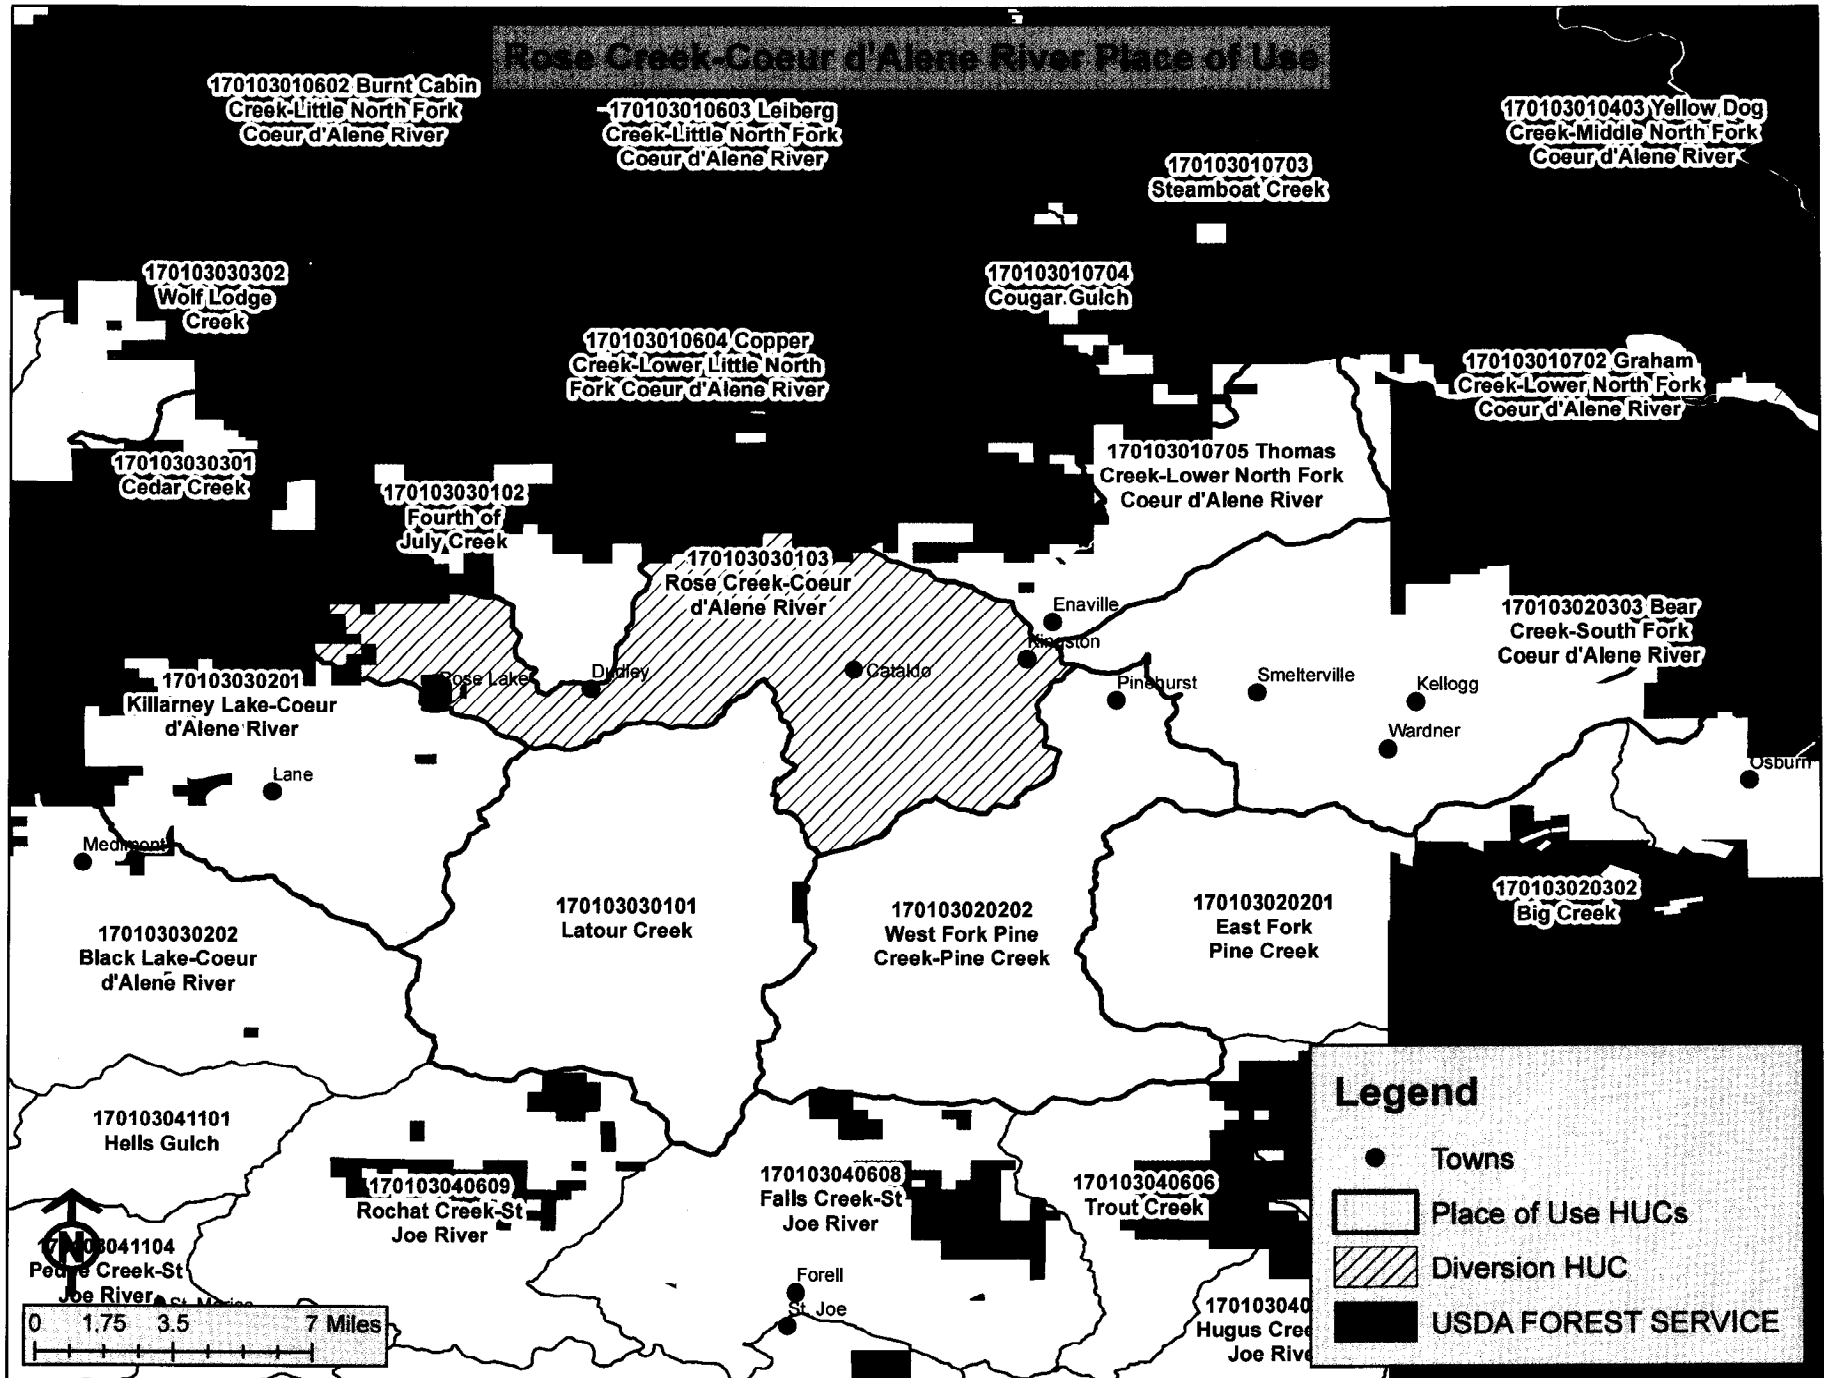 Rose Creek-Coeur d'Alene River Place of Use
170103010602 Burnt Cabin
Creek-Little North Fork
Coeur d'Alene River
170103010603 Leiberg
Creek-Little North Fork
Coeur d'Alene River
170103010403 Yellow Dog
Creek-Middle North Fork
Coeur d'Alene River
170103010703
Steamboat Creek
170103030302
Wolf Lodge
Creek
170103010704
Cougar Gulch
170103010604 Copper
Creek-Lower Little North
Fork Coeur d'Alene River
170103010702 Graham
Creek-Lower North Fork
Coeur d'Alene River
170103030301
Cedar Creek
170103030102
Fourth of
July Creek
170103010705 Thomas
Creek-Lower North Fork
Coeur d'Alene River
170103030103
Rose Creek-Coeur
d'Alene River
Enaville
Kingston
170103020303 Bear
Creek-South Fork
Coeur d'Alene River
170103030201
Killarney Lake-Coeur
d'Alene River
Rose Lake
Dudley
Cataldo
Pinehurst
Smelterville
Kellogg
Wardner
Osburn
Lane
Medimont
170103030202
Black Lake-Coeur
d'Alene River
170103030101
Latour Creek
170103020202
West Fork Pine
Creek-Pine Creek
170103020201
East Fork
Pine Creek
170103020302
Big Creek
170103041101
Hells Gulch
170103040609
Rochat Creek-St
Joe River
170103040608
Falls Creek-St
Joe River
170103040606
Trout Creek
N
03041104
Creek-St
Joe River
Forell
St. Joe
170103040
Hugus Cree
Joe Rive
0 1.75 3.5 7 Miles
Legend
Towns
Place of Use HUCs
Diversion HUC
USDA FOREST SERVICE